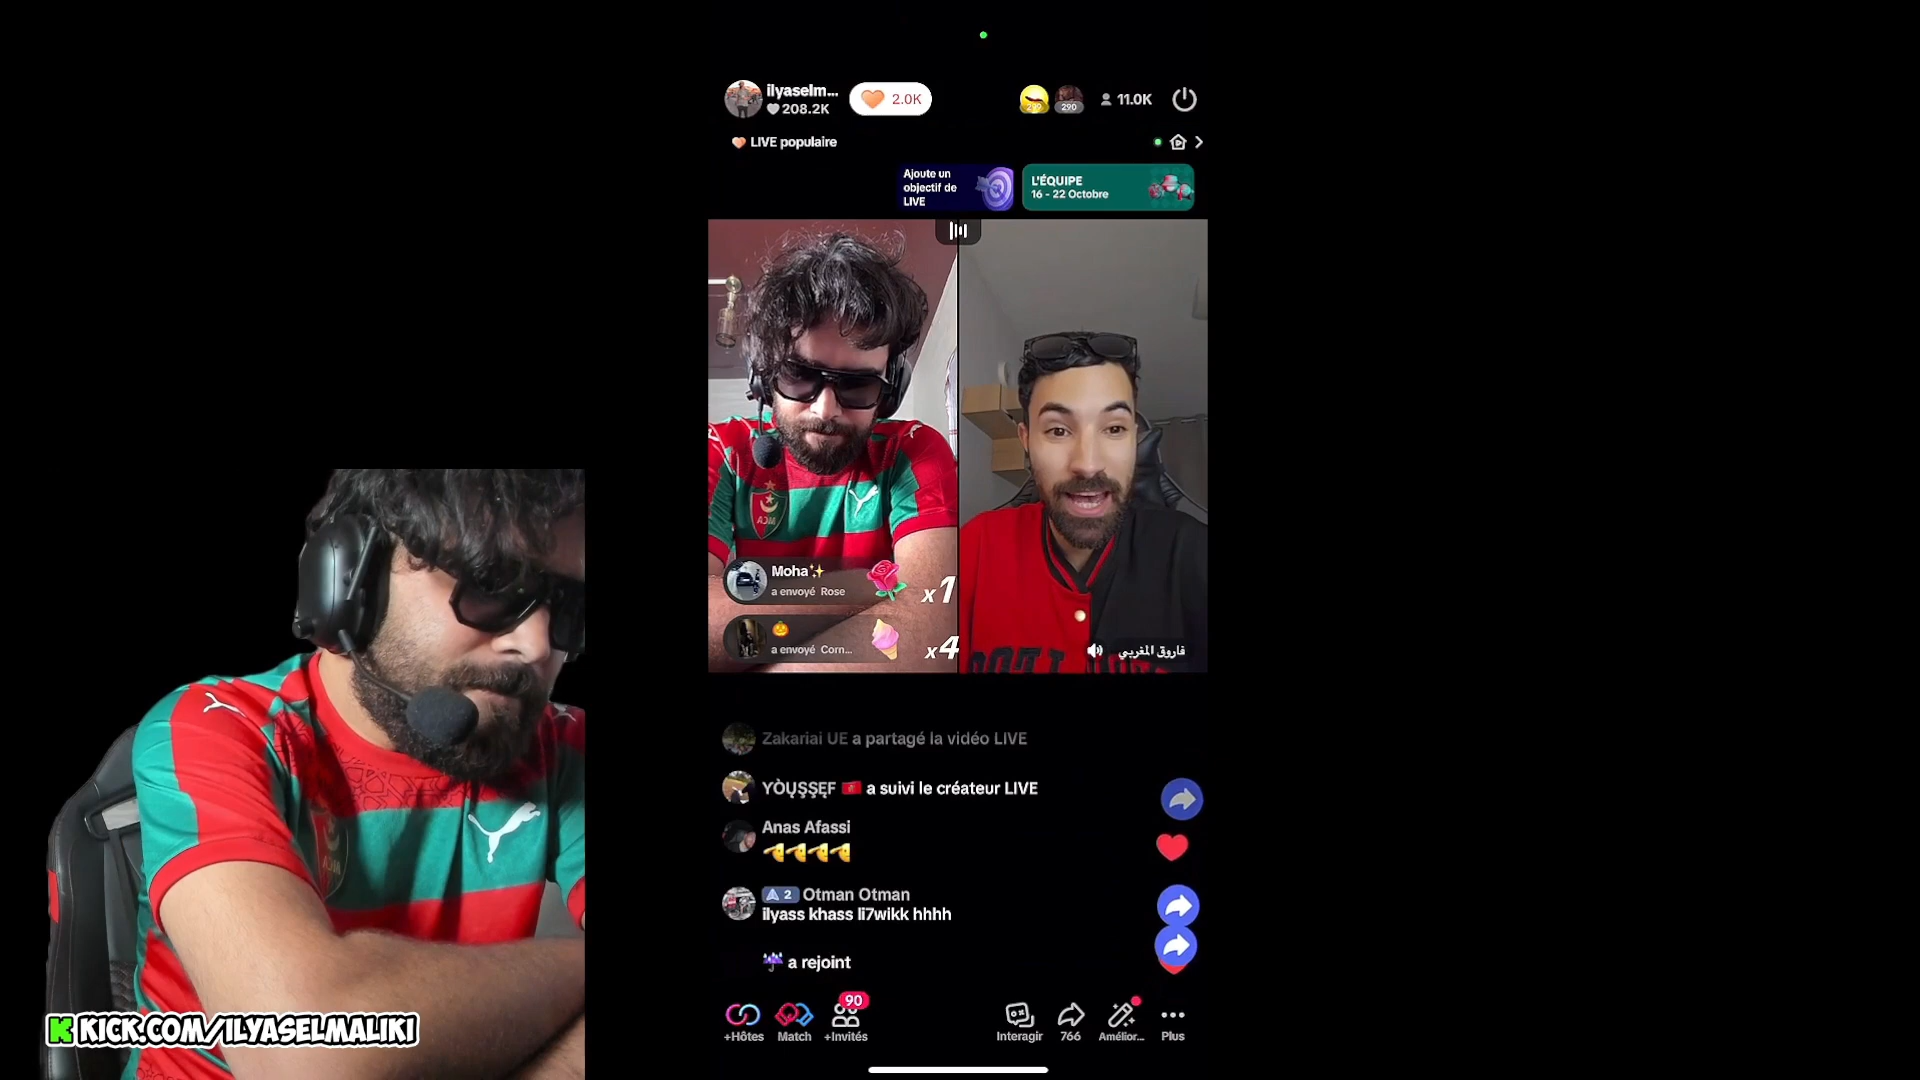 ilyaselm...
208.2K
2.0K
290
11.0K
LIVE populaire
Ajoute un
objectif de
LIVE
L'ÉQUIPE
16 - 22 Octobre
MCA
Moha✨
a envoyé Rose
x1
🎃
a envoyé Corn...
x4
فاروق المغربي
Zakariai UE a partagé la vidéo LIVE
YÒŲŞŞĘF 🇲🇦 a suivi le créateur LIVE
Anas Afassi
🫵🫵🫵🫵
2 Otman Otman
ilyass khass li7wikk hhhh
☔ a rejoint
90
+Hôtes
Match
+Invités
Interagir
766
Amélior...
Plus
KICK.COM/ILYASELMALIKI